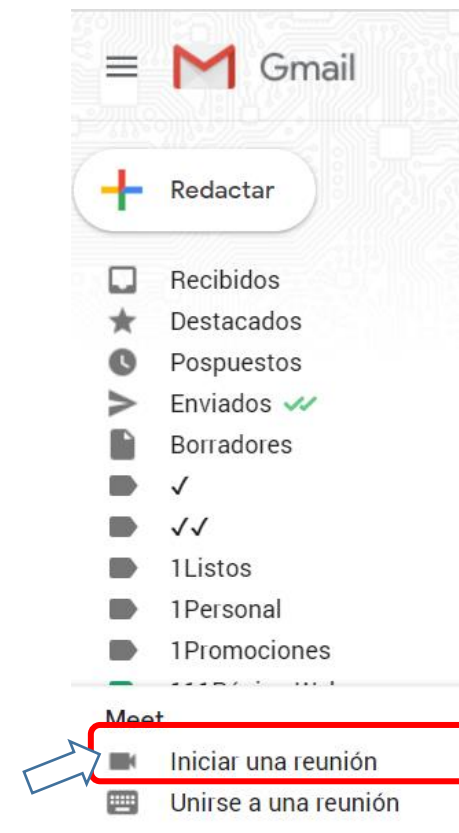 Gmail
Redactar
Recibidos
Destacados
Pospuestos
Enviados
Borradores
✓
✓✓
1Listos
1Personal
1Promociones
Meet
Iniciar una reunión
Unirse a una reunión